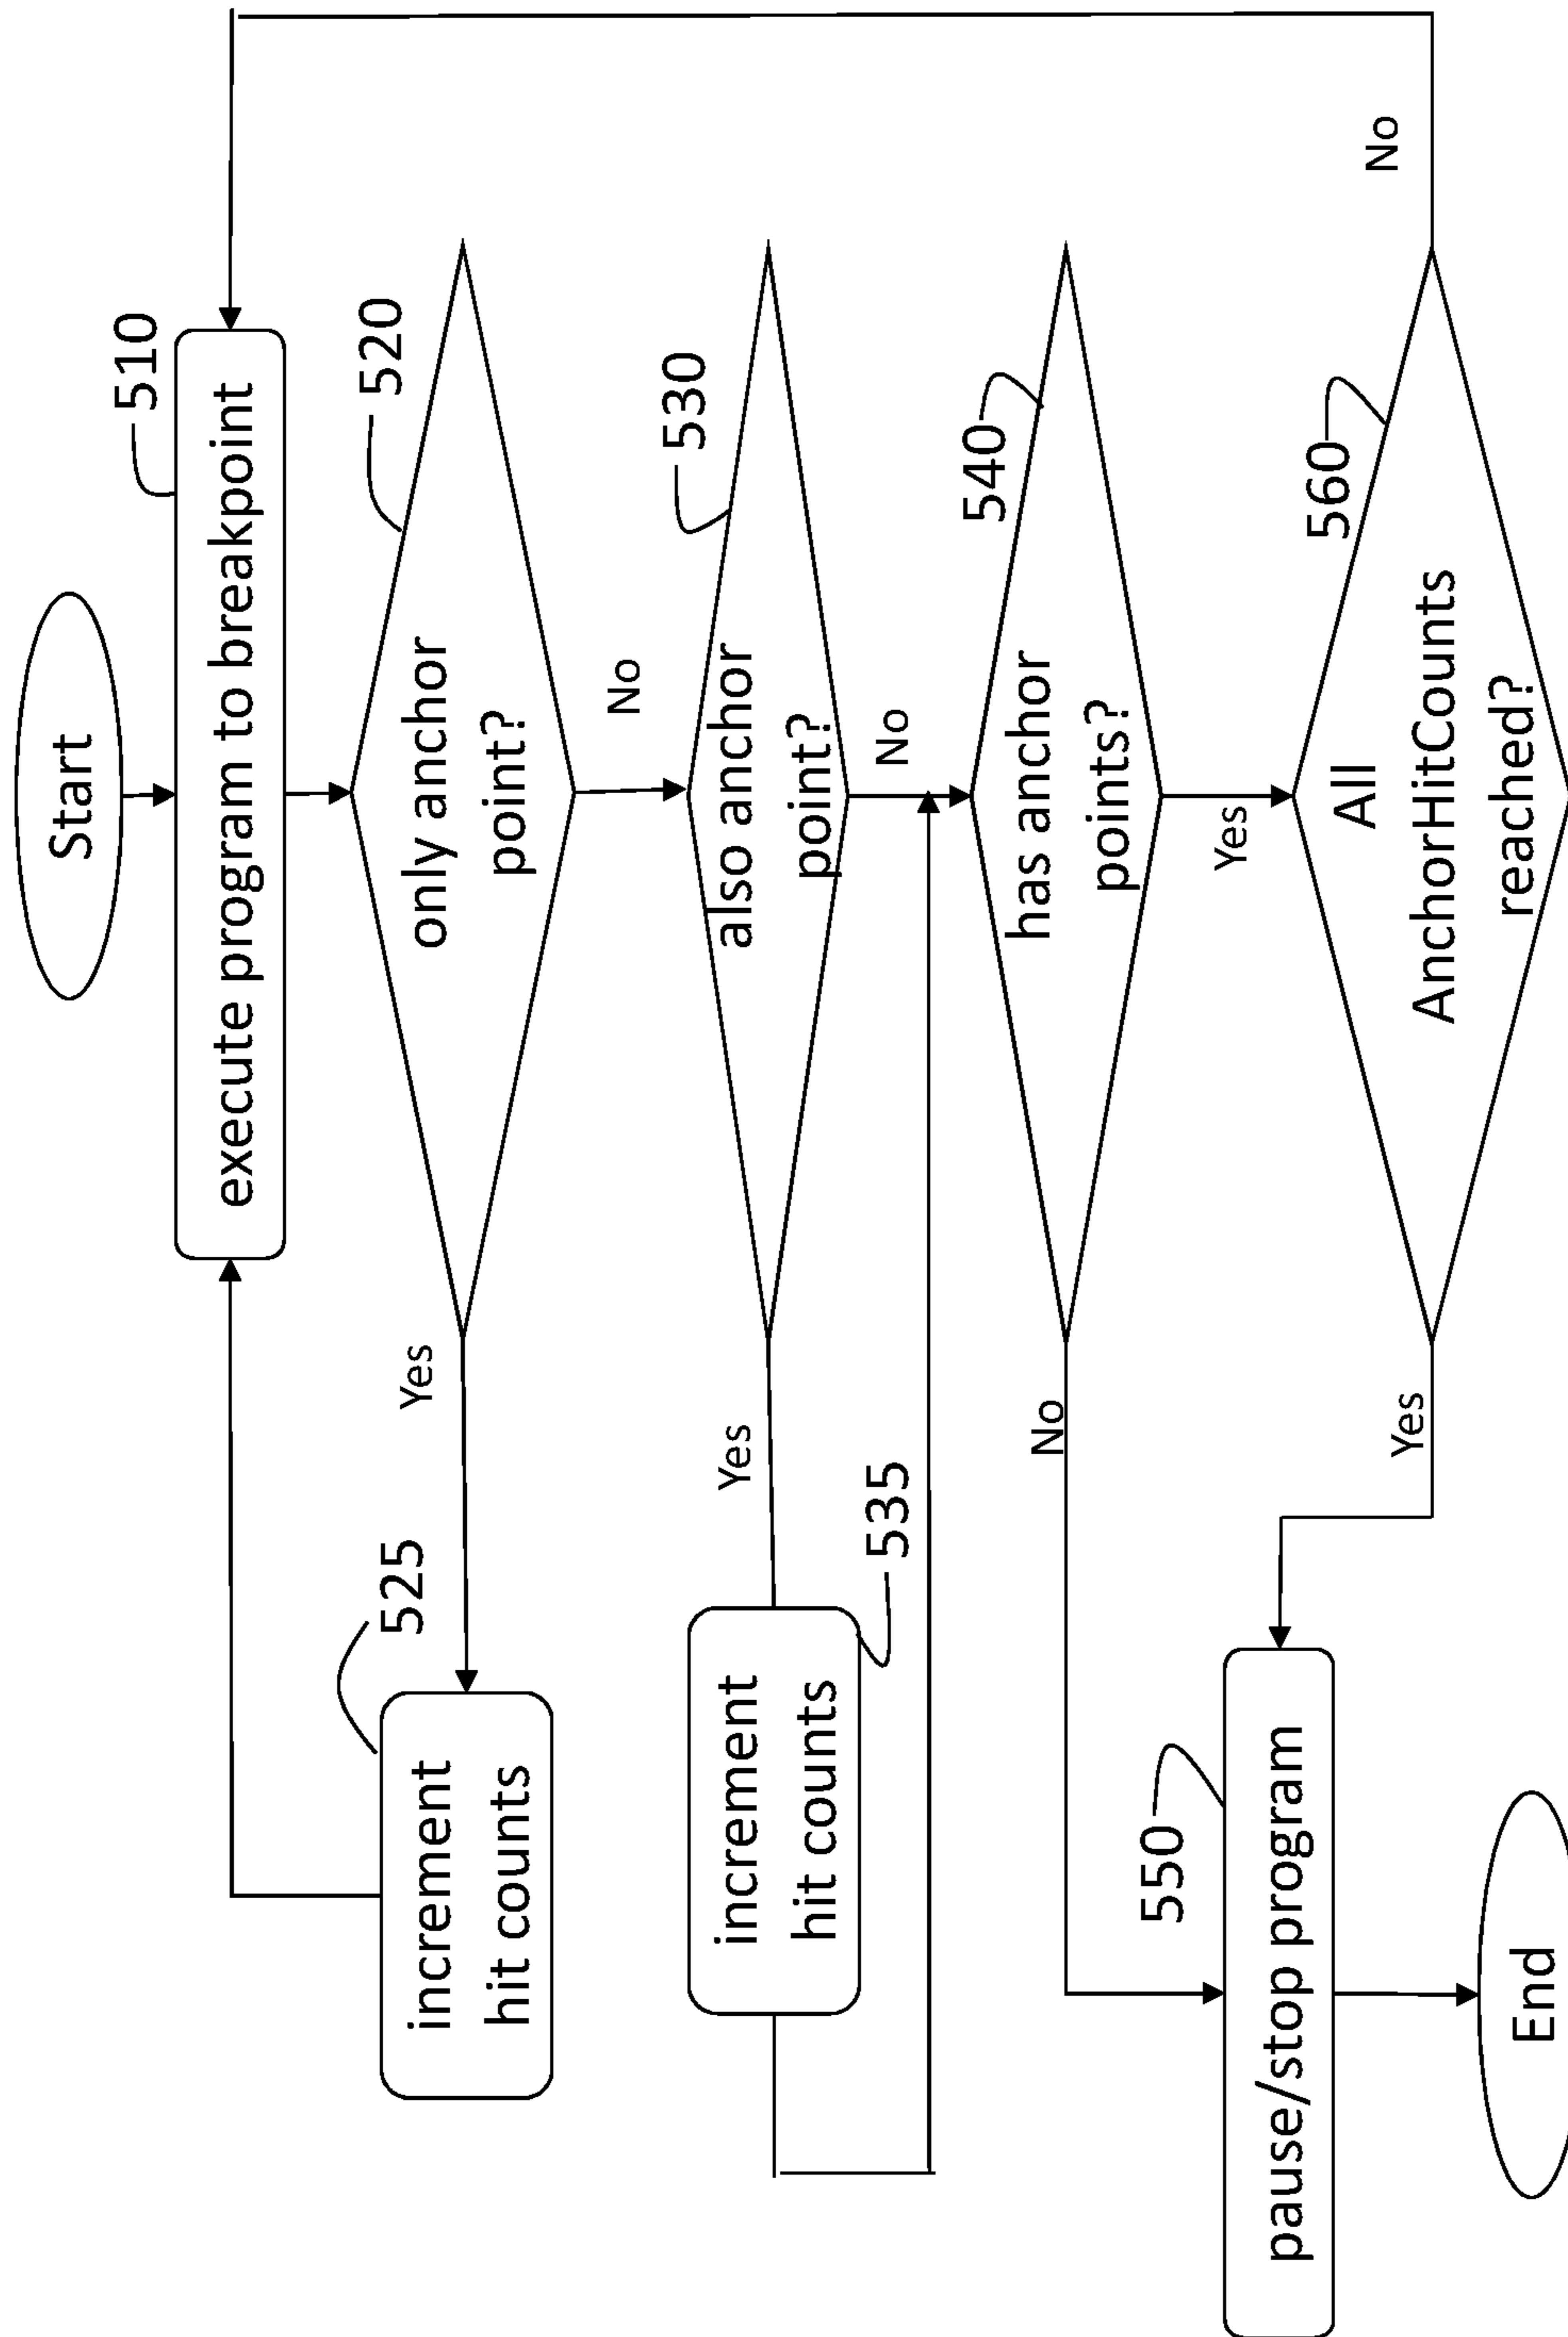 Start
510
execute program to breakpoint
520
only anchor
point?
Yes
525
increment
hit counts
No
530
also anchor
point?
Yes
increment
hit counts
535
No
540
has anchor
points?
No
Yes
550
pause/stop program
560
All
AnchorHitCounts
reached?
Yes
No
End